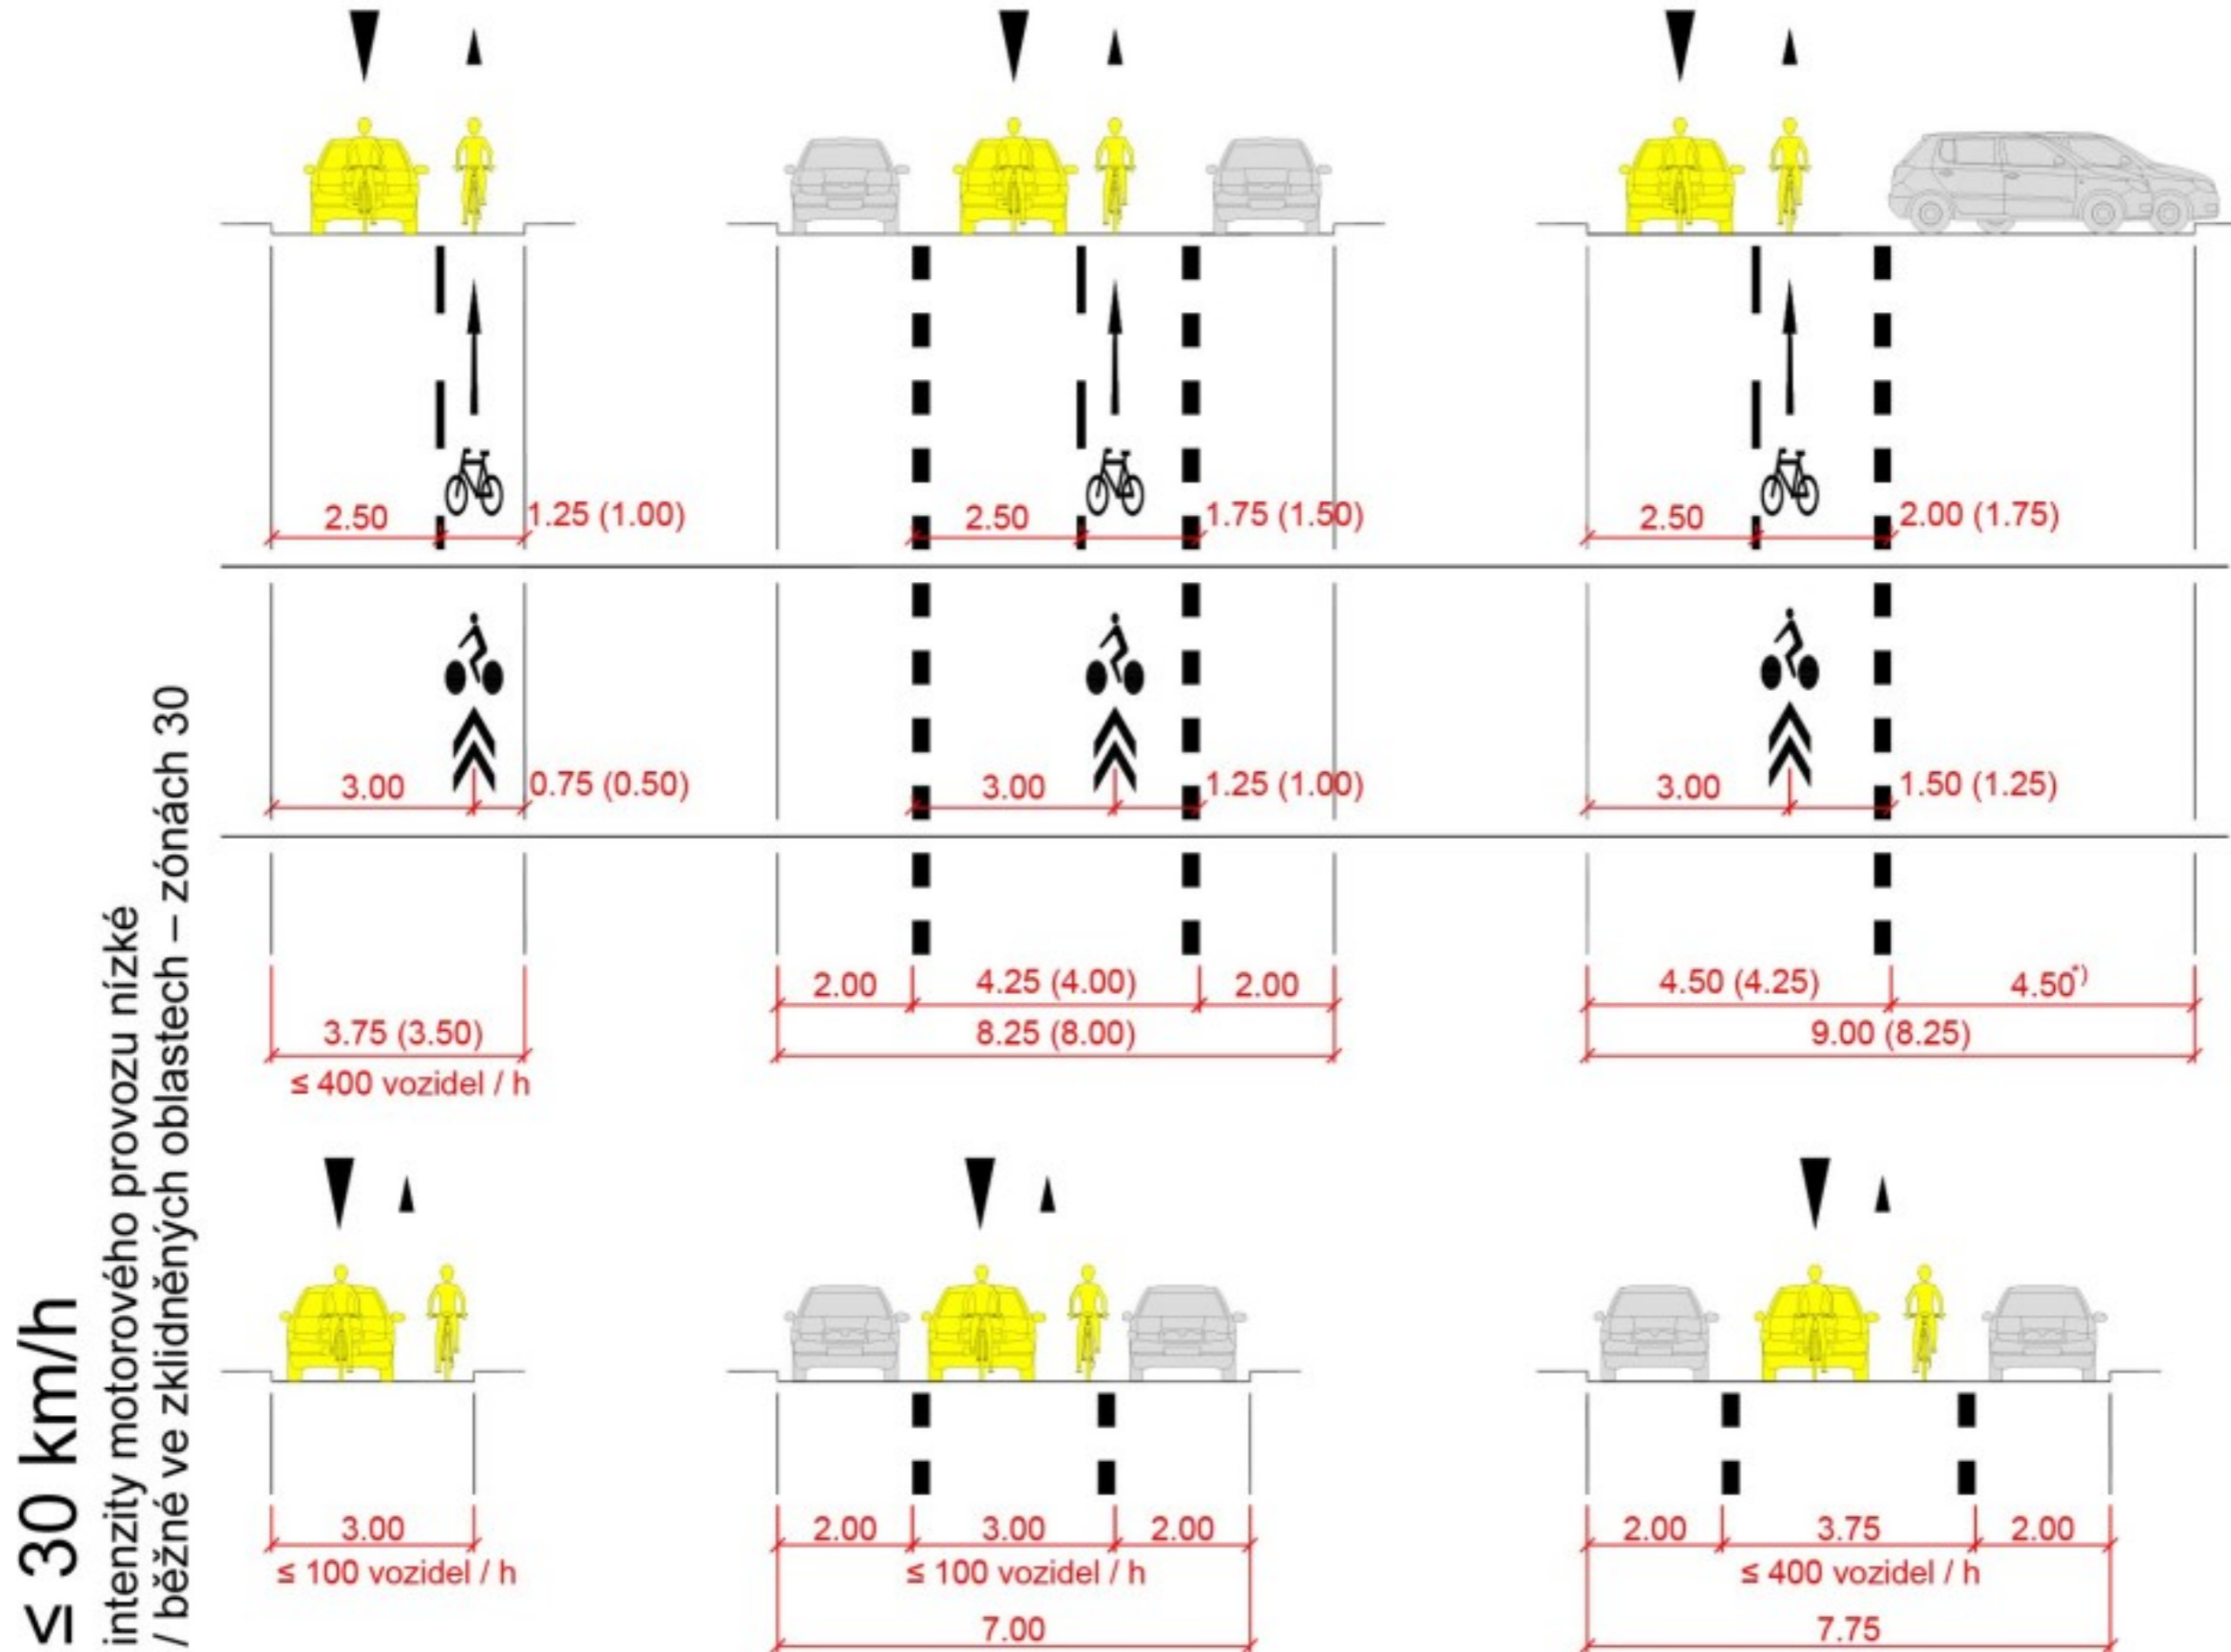 ≤ 30 km/h
intenzity motorového provozu nízké
/ běžné ve zklidněných oblastech – zónách 30
2.50 1.25 (1.00) 2.50 1.75 (1.50) 2.50 2.00 (1.75)
3.00 0.75 (0.50) 3.00 1.25 (1.00) 3.00 1.50 (1.25)
2.00 4.25 (4.00) 2.00 4.50 (4.25) 4.50*)
3.75 (3.50) 8.25 (8.00) 9.00 (8.25)
≤ 400 vozidel / h
3.00 2.00 3.00 2.00 2.00 3.75 2.00
≤ 100 vozidel / h ≤ 100 vozidel / h ≤ 400 vozidel / h
7.00 7.75